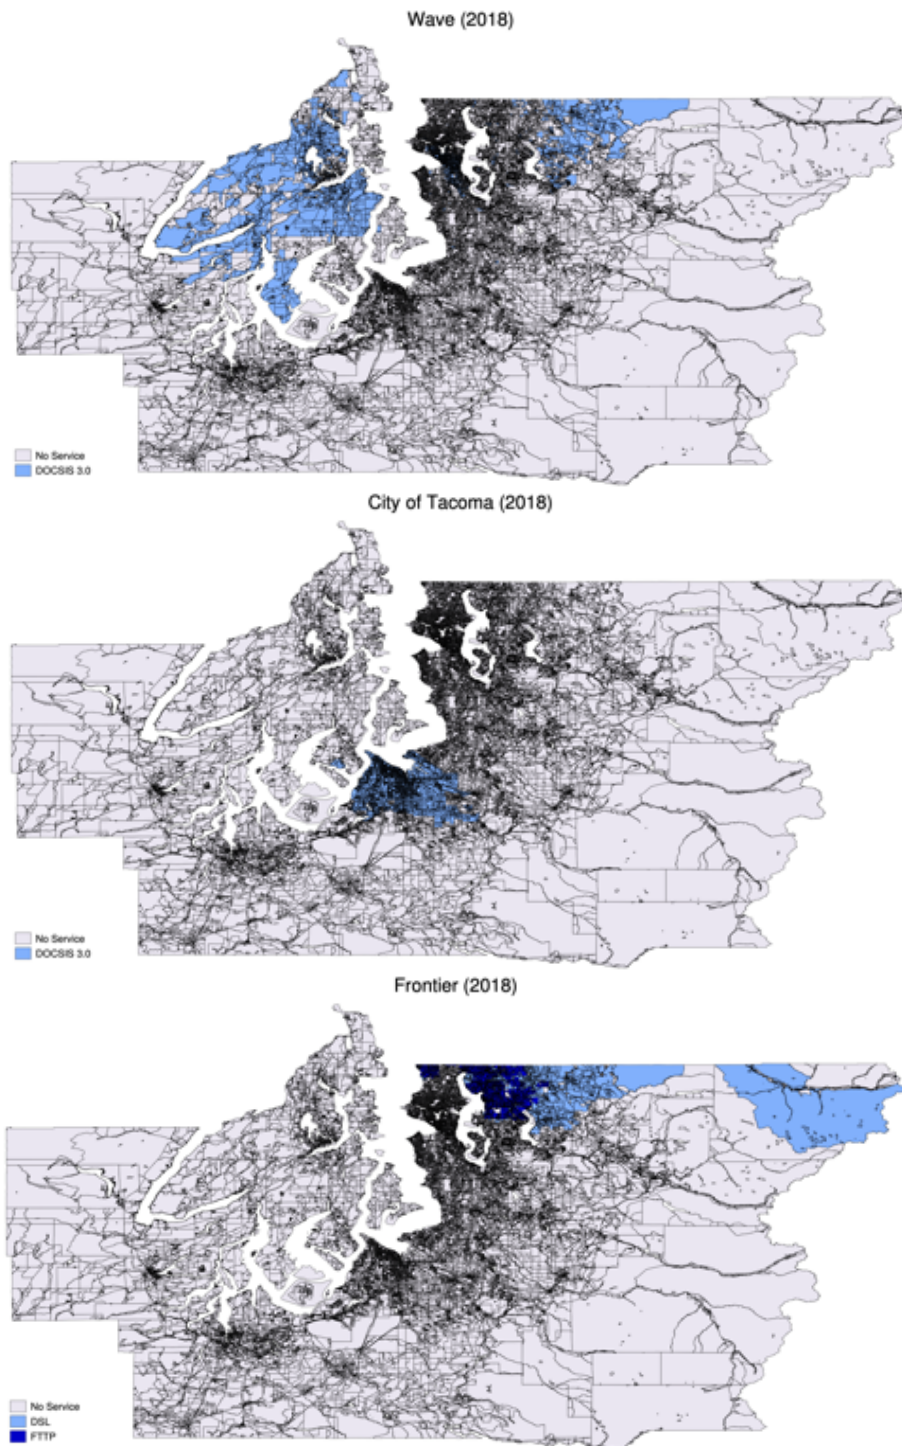 Wave (2018)
No Service
DOCSIS 3.0
City of Tacoma (2018)
No Service
DOCSIS 3.0
Frontier (2018)
No Service
DSL
FTTP